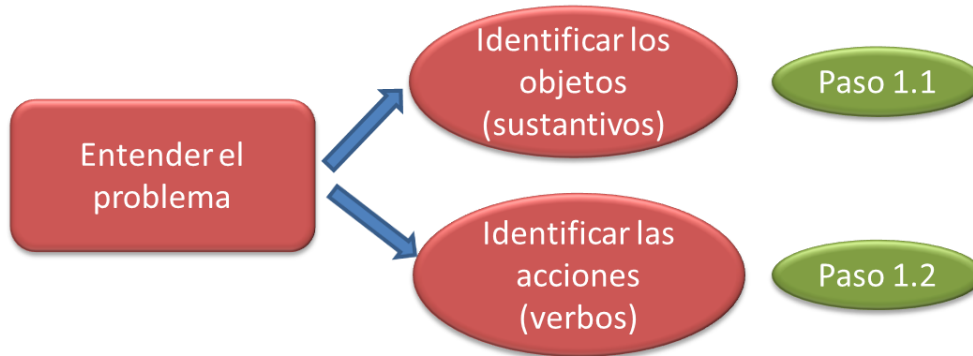 Entender el
problema
Identificar los
objetos
(sustantivos)
Paso 1.1
Identificar las
acciones
(verbos)
Paso 1.2